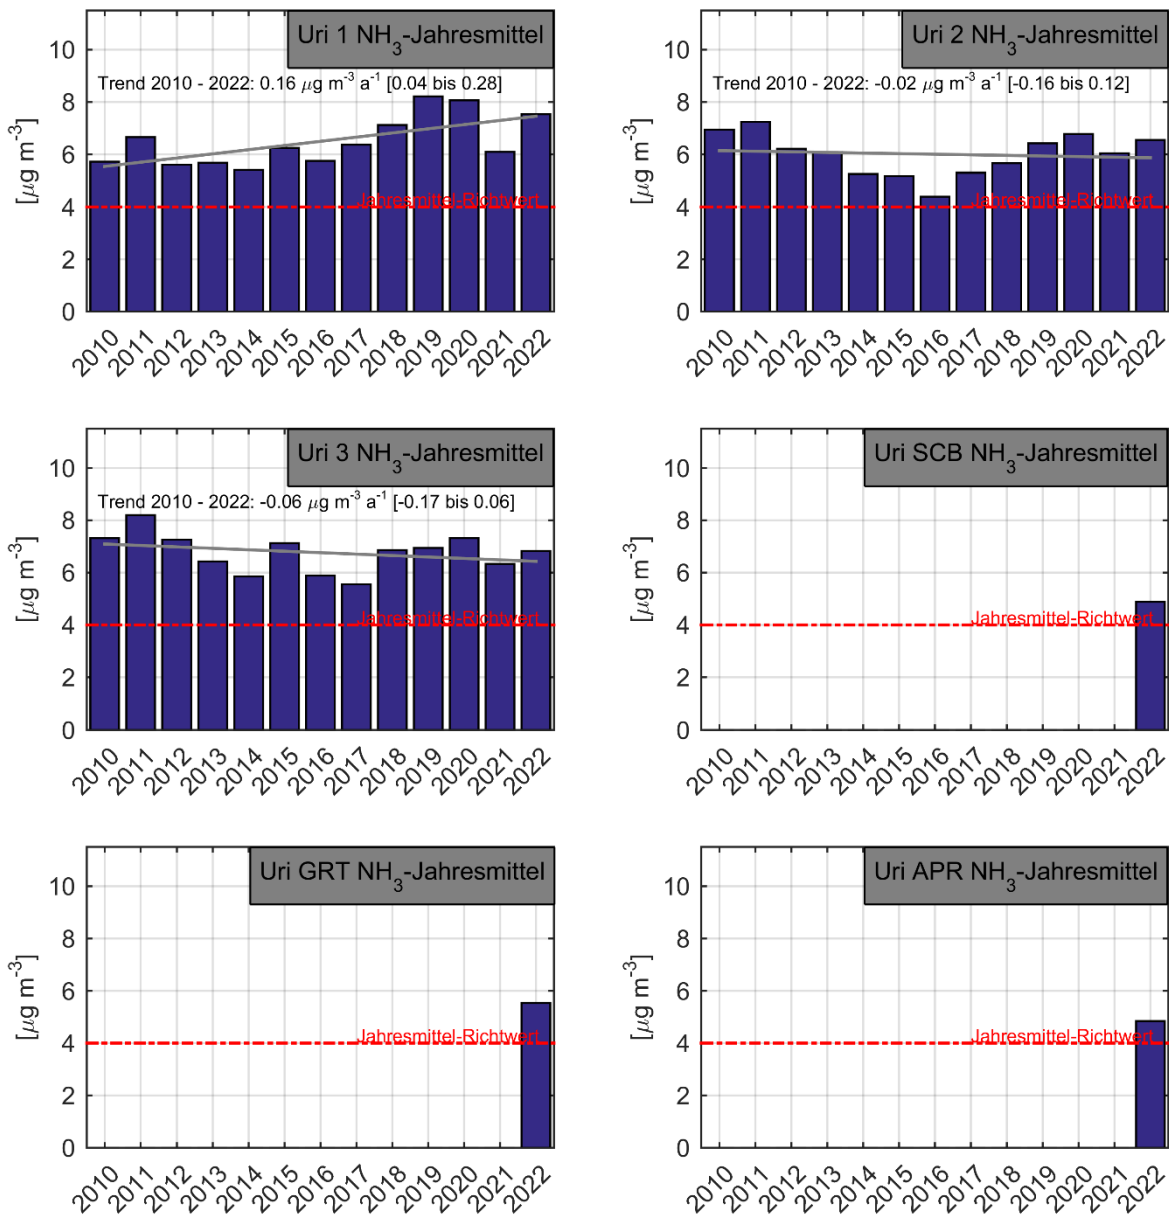 Uri 1 NH3-Jahresmittel
Trend 2010 - 2022: 0.16 µg m-3 a-1 [0.04 bis 0.28]
[µg m-3]
10
8
6
4
2
0
Jahresmittel-Richtwert
2010 2011 2012 2013 2014 2015 2016 2017 2018 2019 2020 2021 2022
Uri 2 NH3-Jahresmittel
Trend 2010 - 2022: -0.02 µg m-3 a-1 [-0.16 bis 0.12]
[µg m-3]
10
8
6
4
2
0
Jahresmittel-Richtwert
2010 2011 2012 2013 2014 2015 2016 2017 2018 2019 2020 2021 2022
Uri 3 NH3-Jahresmittel
Trend 2010 - 2022: -0.06 µg m-3 a-1 [-0.17 bis 0.06]
[µg m-3]
10
8
6
4
2
0
Jahresmittel-Richtwert
2010 2011 2012 2013 2014 2015 2016 2017 2018 2019 2020 2021 2022
Uri SCB NH3-Jahresmittel
[µg m-3]
10
8
6
4
2
0
Jahresmittel-Richtwert
2010 2011 2012 2013 2014 2015 2016 2017 2018 2019 2020 2021 2022
Uri GRT NH3-Jahresmittel
[µg m-3]
10
8
6
4
2
0
Jahresmittel-Richtwert
2010 2011 2012 2013 2014 2015 2016 2017 2018 2019 2020 2021 2022
Uri APR NH3-Jahresmittel
[µg m-3]
10
8
6
4
2
0
Jahresmittel-Richtwert
2010 2011 2012 2013 2014 2015 2016 2017 2018 2019 2020 2021 2022